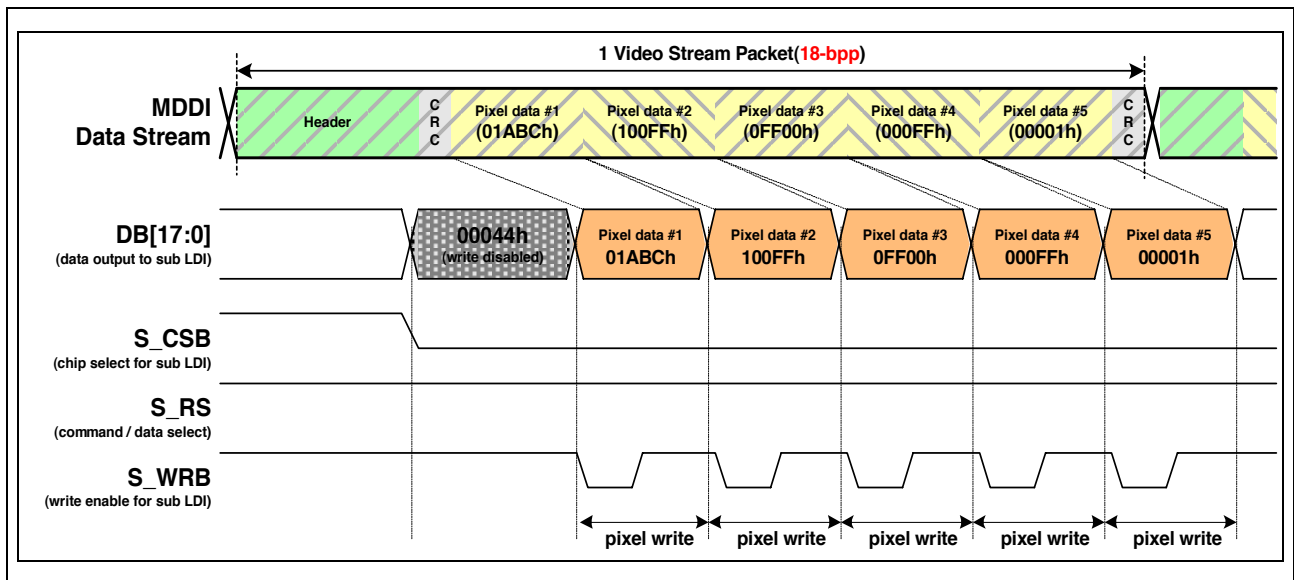 1 Video Stream Packet(18-bpp)
MDDI
Data Stream
Header
C
R
C
Pixel data #1
(01ABCh)
Pixel data #2
(100FFh)
Pixel data #3
(0FF00h)
Pixel data #4
(000FFh)
Pixel data #5
(00001h)
C
R
C
DB[17:0]
(data output to sub LDI)
00044h
(write disabled)
Pixel data #1
01ABCh
Pixel data #2
100FFh
Pixel data #3
0FF00h
Pixel data #4
000FFh
Pixel data #5
00001h
S_CSB
(chip select for sub LDI)
S_RS
(command / data select)
S_WRB
(write enable for sub LDI)
pixel write
pixel write
pixel write
pixel write
pixel write